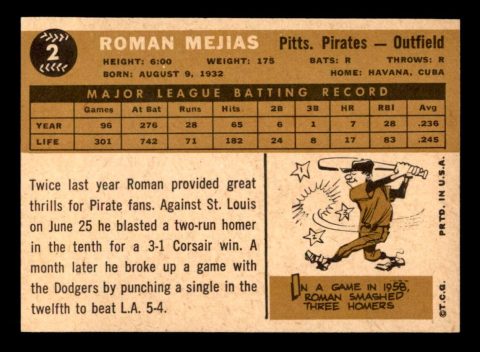 2
ROMAN MEJIAS Pitts. Pirates — Outfield
HEIGHT: 6:00 WEIGHT: 175 BATS: R THROWS: R
BORN: AUGUST 9, 1932 HOME: HAVANA, CUBA
MAJOR LEAGUE BATTING RECORD
Games At Bat Runs Hits 2B 3B HR RBI Avg
YEAR 96 276 28 65 6 1 7 28 .236
LIFE 301 742 71 182 24 8 17 83 .245
Twice last year Roman provided great
thrills for Pirate fans. Against St. Louis
on June 25 he blasted a two-run homer
in the tenth for a 3-1 Corsair win. A
month later he broke up a game with
the Dodgers by punching a single in the
twelfth to beat L.A. 5-4.
1
2
3
IN A GAME IN 1958,
ROMAN SMASHED
THREE HOMERS
©T.C.G. PRTD. IN U.S.A.